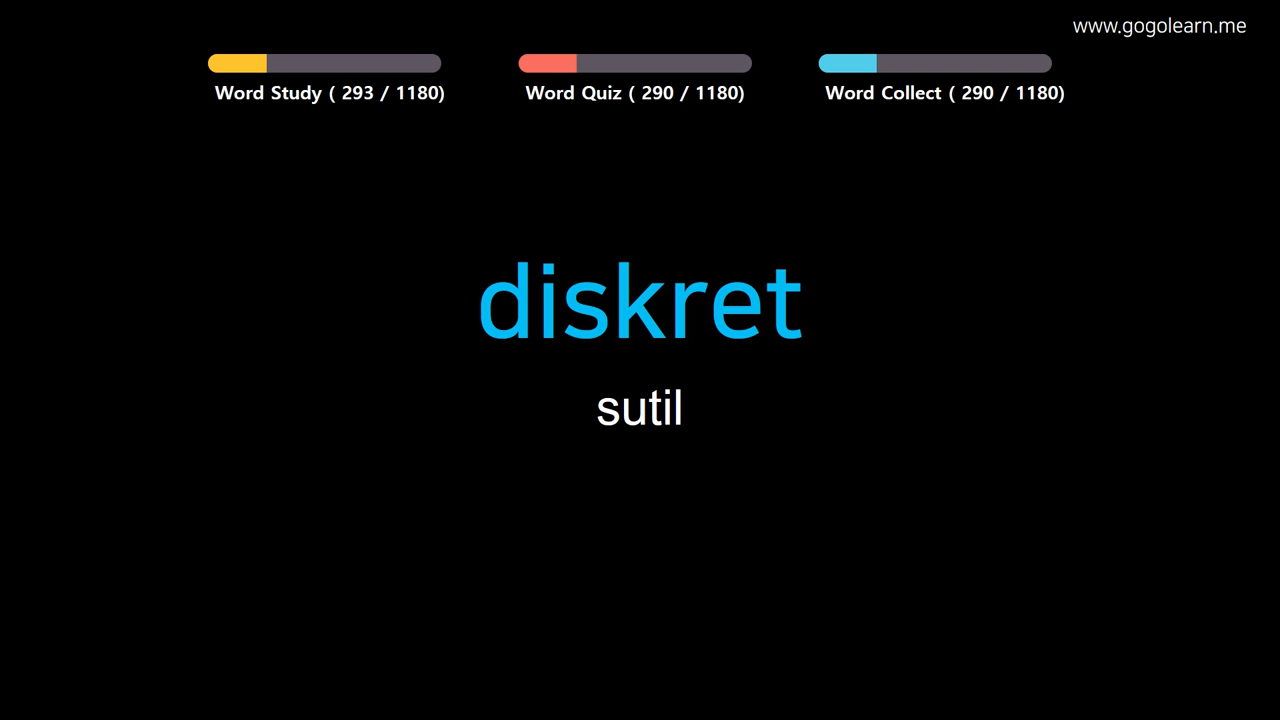 www.gogolearn.me
Word Study ( 293 / 1180)
Word Quiz ( 290 / 1180)
Word Collect ( 290 / 1180)
diskret
sutil